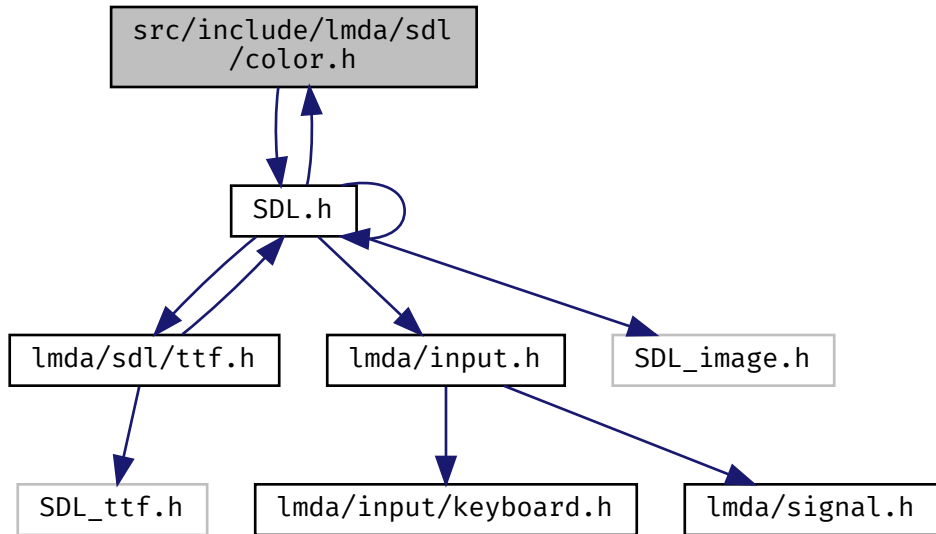 src/include/lmda/sdl
/color.h
SDL.h
lmda/sdl/ttf.h
lmda/input.h
SDL_image.h
SDL_ttf.h
lmda/input/keyboard.h
lmda/signal.h